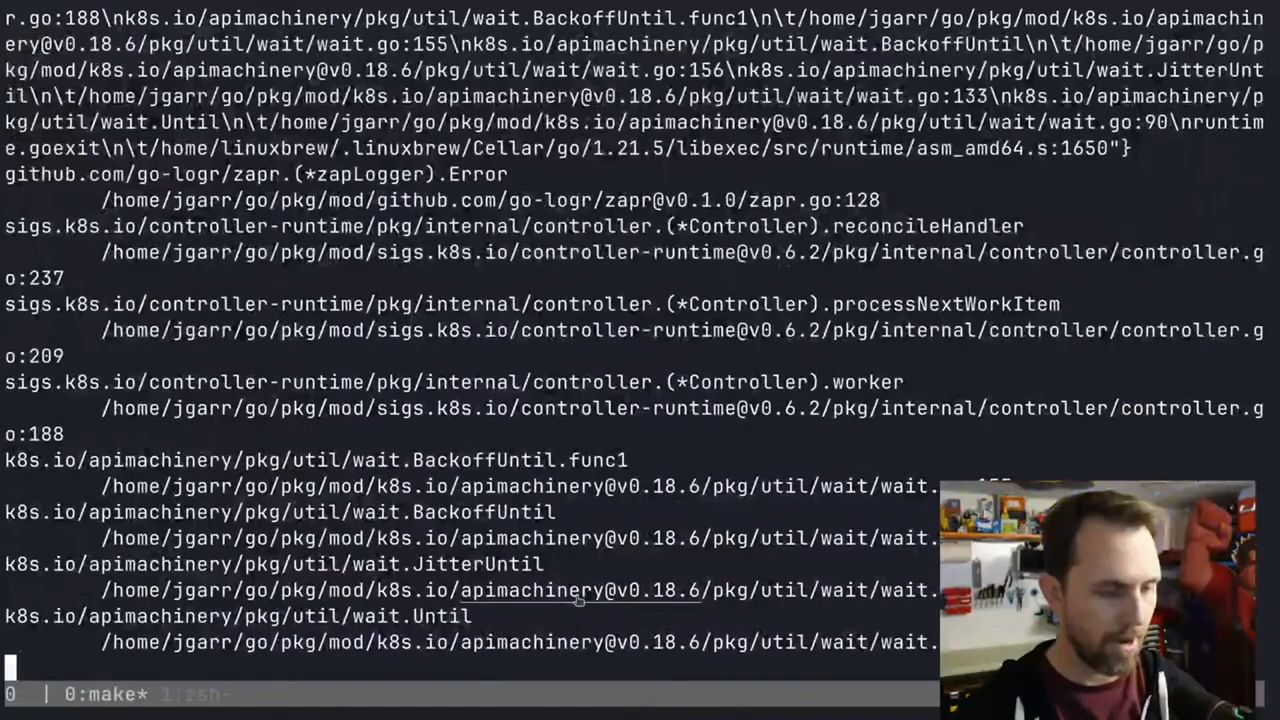 r.go:188\nk8s.io/apimachinery/pkg/util/wait.BackoffUntil.func1\n\t/home/jgarr/go/pkg/mod/k8s.io/apimachin
ery@v0.18.6/pkg/util/wait/wait.go:155\nk8s.io/apimachinery/pkg/util/wait.BackoffUntil\n\t/home/jgarr/go/p
kg/mod/k8s.io/apimachinery@v0.18.6/pkg/util/wait/wait.go:156\nk8s.io/apimachinery/pkg/util/wait.JitterUnt
il\n\t/home/jgarr/go/pkg/mod/k8s.io/apimachinery@v0.18.6/pkg/util/wait/wait.go:133\nk8s.io/apimachinery/p
kg/util/wait.Until\n\t/home/jgarr/go/pkg/mod/k8s.io/apimachinery@v0.18.6/pkg/util/wait/wait.go:90\nruntim
e.goexit\n\t/home/linuxbrew/.linuxbrew/Cellar/go/1.21.5/libexec/src/runtime/asm_amd64.s:1650"}
github.com/go-logr/zapr.(*zapLogger).Error
/home/jgarr/go/pkg/mod/github.com/go-logr/zapr@v0.1.0/zapr.go:128
sigs.k8s.io/controller-runtime/pkg/internal/controller.(*Controller).reconcileHandler
/home/jgarr/go/pkg/mod/sigs.k8s.io/controller-runtime@v0.6.2/pkg/internal/controller/controller.g
o:237
sigs.k8s.io/controller-runtime/pkg/internal/controller.(*Controller).processNextWorkItem
/home/jgarr/go/pkg/mod/sigs.k8s.io/controller-runtime@v0.6.2/pkg/internal/controller/controller.g
o:209
sigs.k8s.io/controller-runtime/pkg/internal/controller.(*Controller).worker
/home/jgarr/go/pkg/mod/sigs.k8s.io/controller-runtime@v0.6.2/pkg/internal/controller/controller.g
o:188
k8s.io/apimachinery/pkg/util/wait.BackoffUntil.func1
/home/jgarr/go/pkg/mod/k8s.io/apimachinery@v0.18.6/pkg/util/wait/wait.
k8s.io/apimachinery/pkg/util/wait.BackoffUntil
/home/jgarr/go/pkg/mod/k8s.io/apimachinery@v0.18.6/pkg/util/wait/wait.
k8s.io/apimachinery/pkg/util/wait.JitterUntil
/home/jgarr/go/pkg/mod/k8s.io/apimachinery@v0.18.6/pkg/util/wait/wait.
k8s.io/apimachinery/pkg/util/wait.Until
/home/jgarr/go/pkg/mod/k8s.io/apimachinery@v0.18.6/pkg/util/wait/wait.
0 | 0:make* 1:zsh-